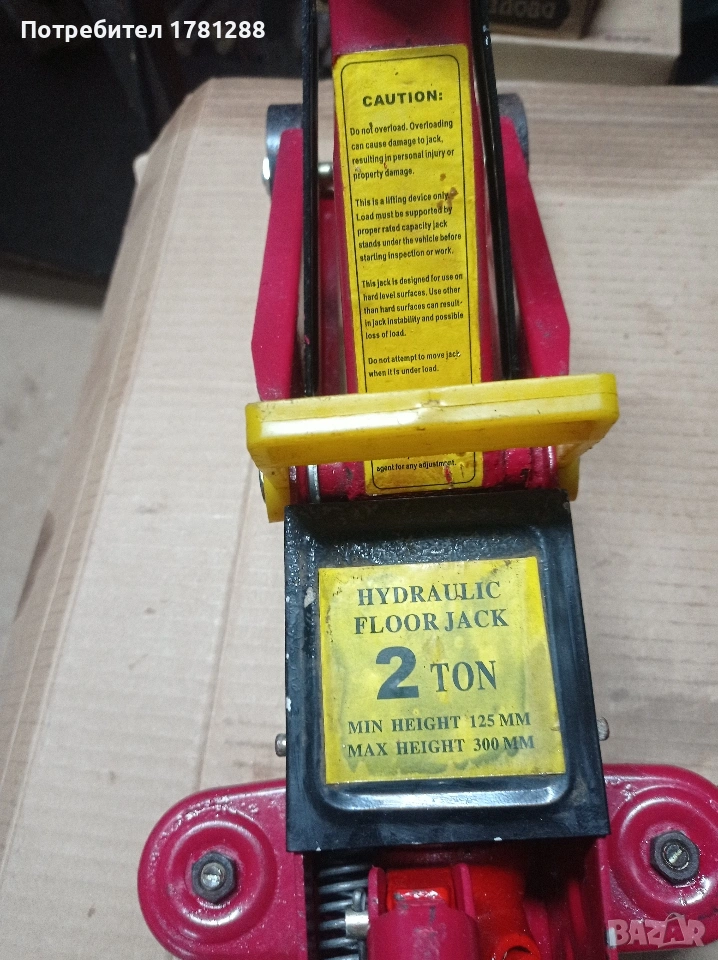 Потребител 1781288
CAUTION:
Do not overload. Overloading
can cause damage to jack,
resulting in personal injury or
property damage.
This is a lifting device only.
Load must be supported by
proper rated capacity jack
stands under the vehicle before
starting inspection or work.
This jack is designed for use on
hard level surfaces. Use other
than hard surfaces can result-
in jack instability and possible
loss of load.
Do not attempt to move jack
when it is under load.
agent for any adjustment.
HYDRAULIC
FLOOR JACK
2 TON
MIN HEIGHT 125 MM
MAX HEIGHT 300 MM
BAZAR